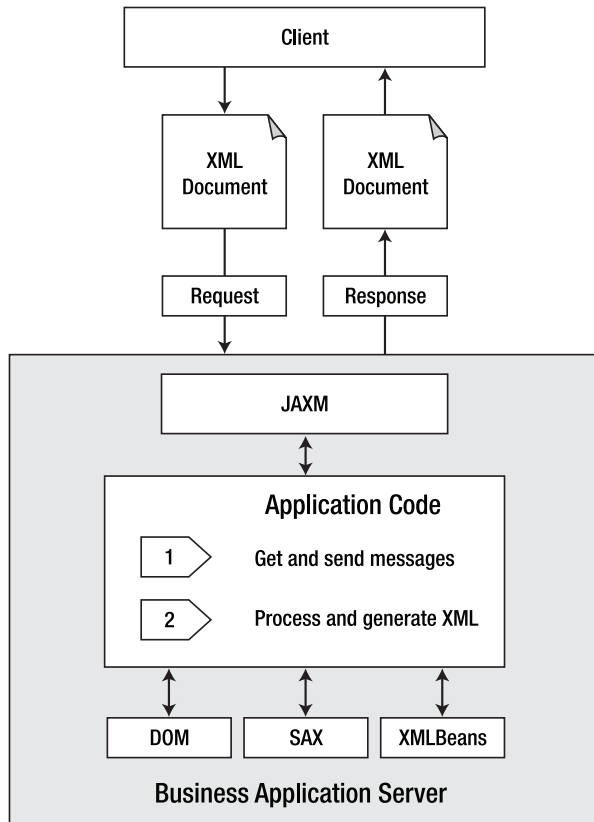 Client
XML
Document
XML
Document
Request
Response
JAXM
Application Code
1
Get and send messages
2
Process and generate XML
DOM
SAX
XMLBeans
Business Application Server